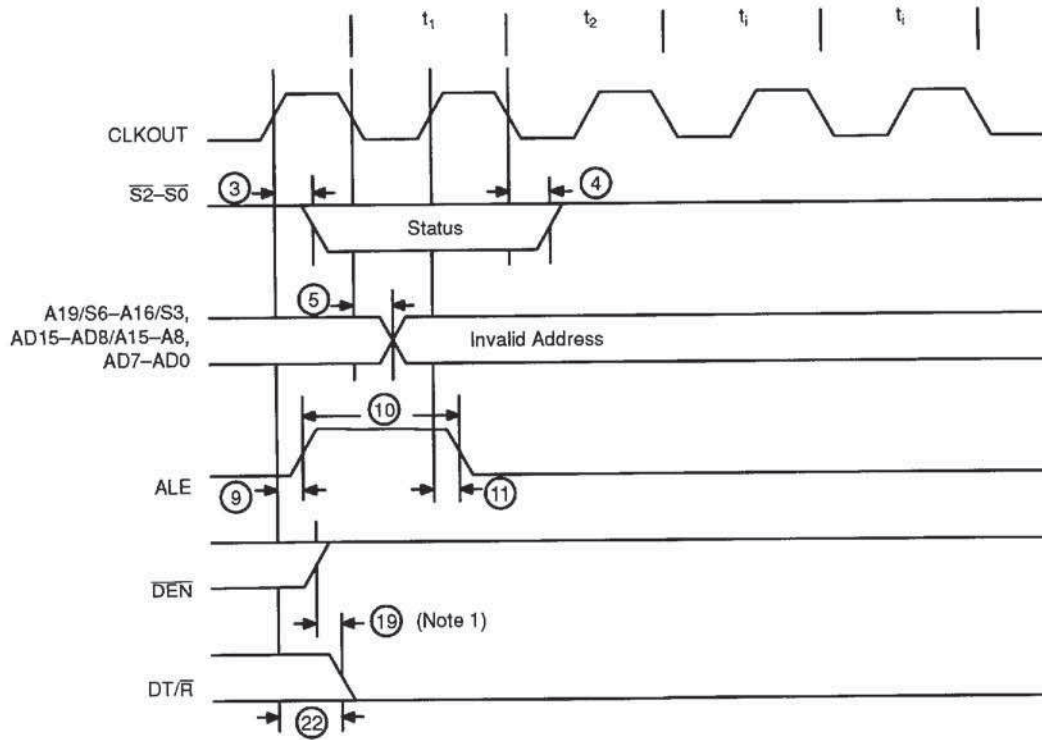 t1 t2 ti ti
CLKOUT
S2–S0 3 4
Status
5
A19/S6–A16/S3,
AD15–AD8/A15–A8,
AD7–AD0
Invalid Address
10
ALE 9 11
DEN
19 (Note 1)
DT/R
22